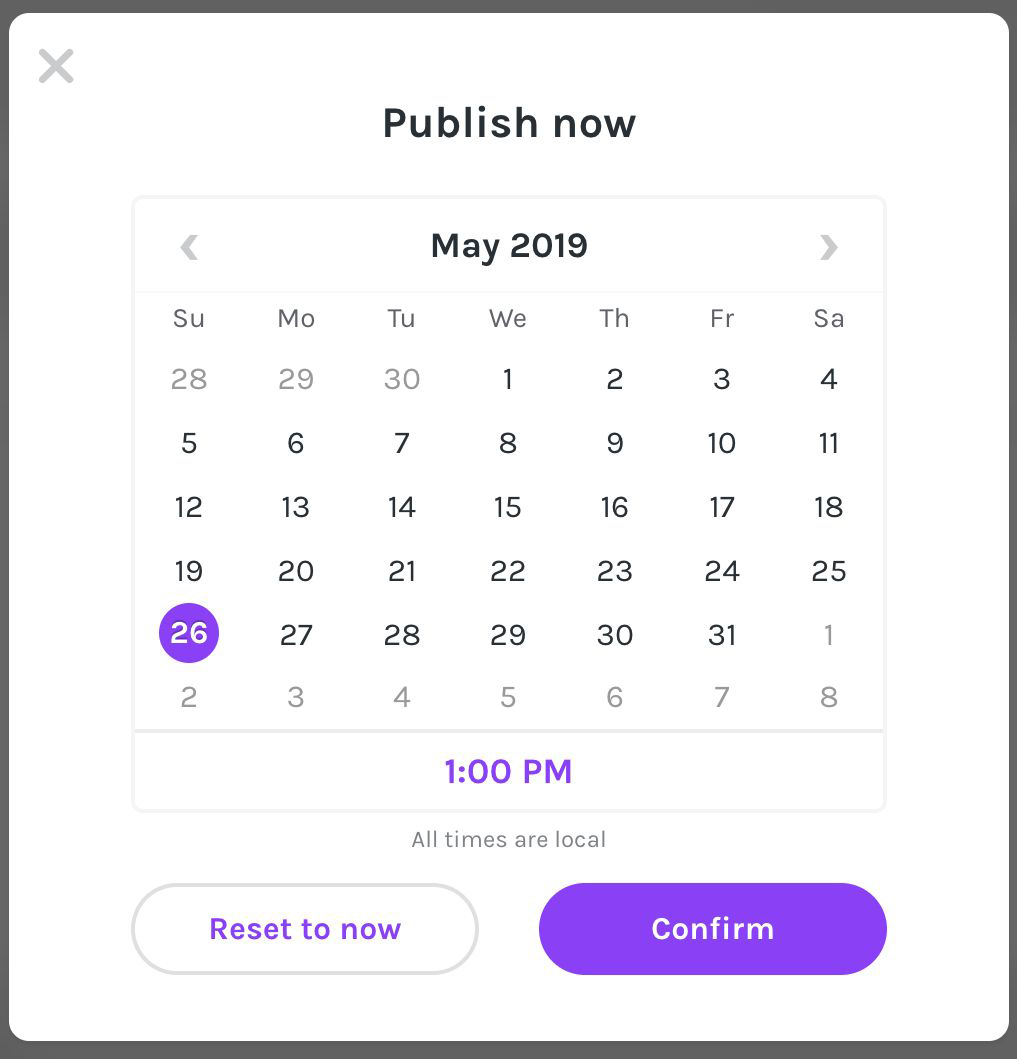 Publish now
May 2019
Su Mo Tu We Th Fr Sa
28 29 30 1 2 3 4
5 6 7 8 9 10 11
12 13 14 15 16 17 18
19 20 21 22 23 24 25
26 27 28 29 30 31 1
2 3 4 5 6 7 8
1:00 PM
All times are local
Reset to now Confirm